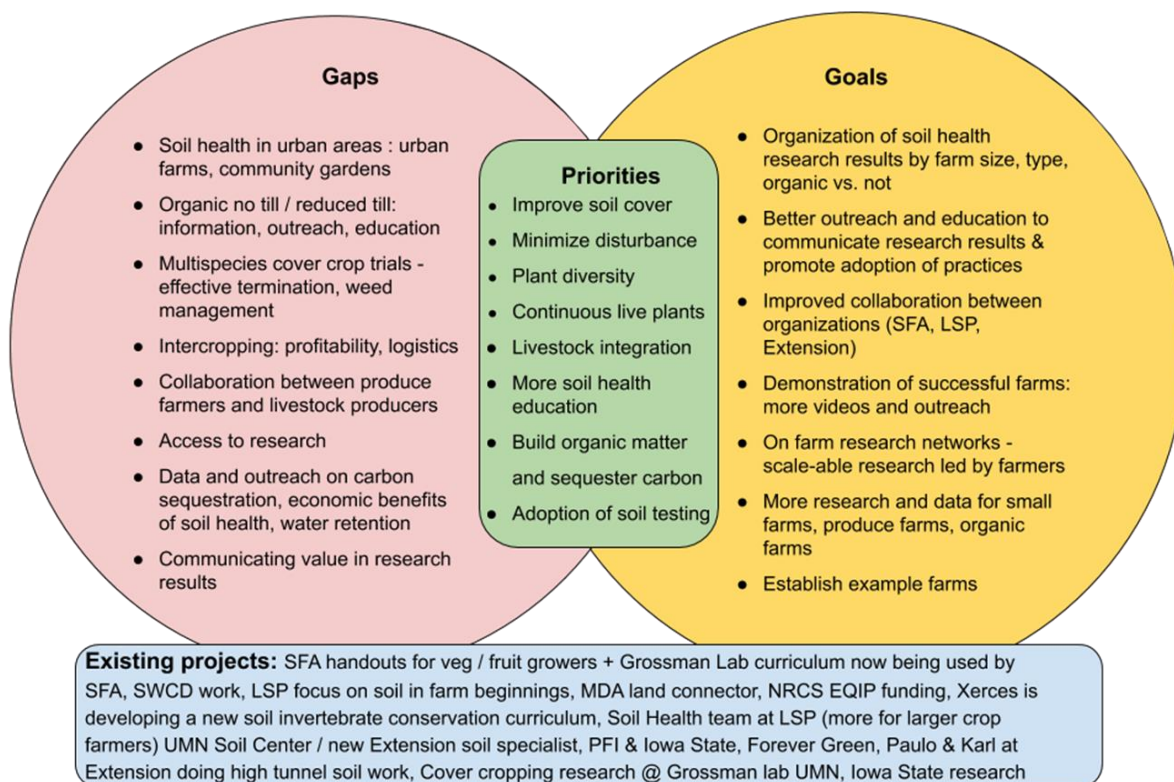 Gaps
● Soil health in urban areas : urban
farms, community gardens
● Organic no till / reduced till:
information, outreach, education
● Multispecies cover crop trials -
effective termination, weed
management
● Intercropping: profitability, logistics
● Collaboration between produce
farmers and livestock producers
● Access to research
● Data and outreach on carbon
sequestration, economic benefits
of soil health, water retention
● Communicating value in research
results
Priorities
● Improve soil cover
● Minimize disturbance
● Plant diversity
● Continuous live plants
● Livestock integration
● More soil health
education
● Build organic matter
and sequester carbon
● Adoption of soil testing
Goals
● Organization of soil health
research results by farm size, type,
organic vs. not
● Better outreach and education to
communicate research results &
promote adoption of practices
● Improved collaboration between
organizations (SFA, LSP,
Extension)
● Demonstration of successful farms:
more videos and outreach
● On farm research networks -
scale-able research led by farmers
● More research and data for small
farms, produce farms, organic
farms
● Establish example farms
Existing projects: SFA handouts for veg / fruit growers + Grossman Lab curriculum now being used by
SFA, SWCD work, LSP focus on soil in farm beginnings, MDA land connector, NRCS EQIP funding, Xerces is
developing a new soil invertebrate conservation curriculum, Soil Health team at LSP (more for larger crop
farmers) UMN Soil Center / new Extension soil specialist, PFI & Iowa State, Forever Green, Paulo & Karl at
Extension doing high tunnel soil work, Cover cropping research @ Grossman lab UMN, Iowa State research